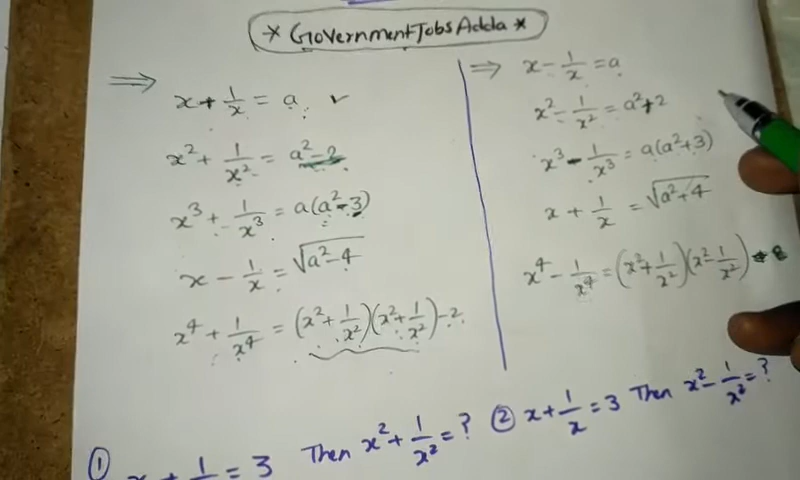 * GovernmentJobsAdda *
⇒ x + 1/x = a ✓
x² + 1/x² = a² - 2
x³ + 1/x³ = a(a² - 3)
x - 1/x = √(a² - 4)
x⁴ + 1/x⁴ = (x² + 1/x²)(x² + 1/x²) - 2
⇒ x - 1/x = a
x² - 1/x² = a² + 2
x³ - 1/x³ = a(a² + 3)
x + 1/x = √(a² + 4)
x⁴ - 1/x⁴ = (x² + 1/x²)(x² - 1/x²)
① x + 1/x = 3 Then x² + 1/x² = ?
② x + 1/x = 3 Then x² - 1/x² = ?